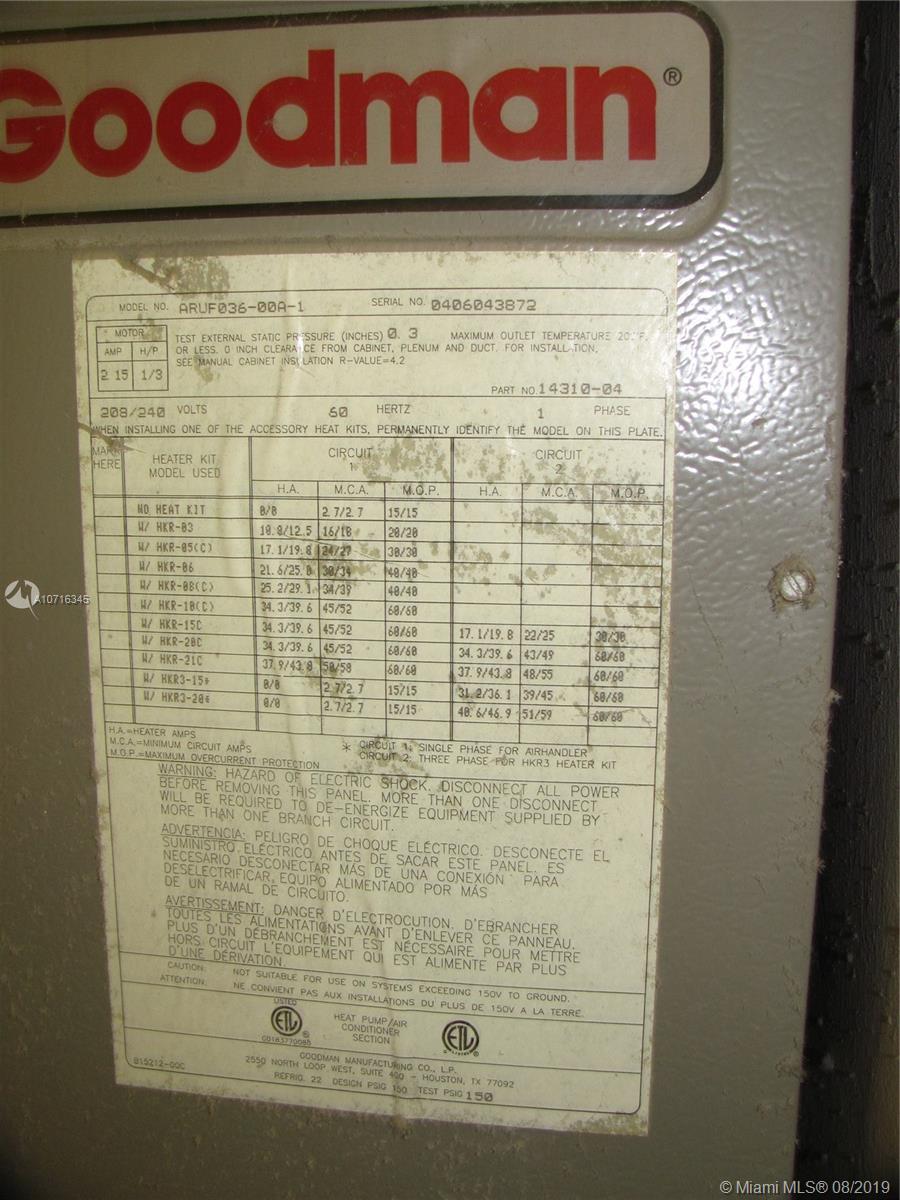 Goodman®
MODEL NO. ARUF036-00A-1 SERIAL NO. 0406043872
MOTOR
AMP H/P
2.15 1/3
TEST EXTERNAL STATIC PRESSURE (INCHES) 0.3 MAXIMUM OUTLET TEMPERATURE
OR LESS. 0 INCH CLEARANCE FROM CABINET, PLENUM AND DUCT. FOR INSTALLATION,
SEE MANUAL CABINET INSULATION R-VALUE=4.2
PART NO. 14310-04
208/240 VOLTS 60 HERTZ 1 PHASE
WHEN INSTALLING ONE OF THE ACCESSORY HEAT KITS, PERMANENTLY IDENTIFY THE MODEL ON THIS PLATE.
MARK HERE HEATER KIT MODEL USED CIRCUIT 1 CIRCUIT 2
H.A. M.C.A. M.O.P. H.A. M.C.A. M.O.P.
NO HEAT KIT 0/0 2.7/2.7 15/15
W/ HKR-03 10.8/12.5 16/18 20/20
W/ HKR-05(C) 17.1/19.8 24/27 30/30
W/ HKR-06 21.6/25.0 30/34 40/40
W/ HKR-08(C) 25.2/29.1 34/39 40/40
W/ HKR-10(C) 34.3/39.6 45/52 60/60
W/ HKR-15C 34.3/39.6 45/52 60/60 17.1/19.8 22/25 30/30
W/ HKR-20C 34.3/39.6 45/52 60/60 34.3/39.6 43/49 60/60
W/ HKR-21C 37.9/43.8 50/58 60/60 37.9/43.8 48/55 60/60
W/ HKR3-15* 0/0 2.7/2.7 15/15 31.2/36.1 39/45 60/60
W/ HKR3-20* 0/0 2.7/2.7 15/15 40.6/46.9 51/59 60/60
H.A.=HEATER AMPS
M.C.A.=MINIMUM CIRCUIT AMPS
M.O.P.=MAXIMUM OVERCURRENT PROTECTION
* CIRCUIT 1: SINGLE PHASE FOR AIRHANDLER
CIRCUIT 2: THREE PHASE FOR HKR3 HEATER KIT
WARNING: HAZARD OF ELECTRIC SHOCK. DISCONNECT ALL POWER
BEFORE REMOVING THIS PANEL. MORE THAN ONE DISCONNECT
WILL BE REQUIRED TO DE-ENERGIZE EQUIPMENT SUPPLIED BY
MORE THAN ONE BRANCH CIRCUIT.
ADVERTENCIA: PELIGRO DE CHOQUE ELÉCTRICO. DESCONECTE EL
SUMINISTRO ELÉCTRICO ANTES DE SACAR ESTE PANEL. ES
NECESARIO DESCONECTAR MÁS DE UNA CONEXIÓN PARA
DESELECTRIFICAR EQUIPO ALIMENTADO POR MÁS
DE UN RAMAL DE CIRCUITO.
AVERTISSEMENT: DANGER D'ELECTROCUTION. D'EBRANCHER
TOUTES LES ALIMENTATIONS AVANT D'ENLEVER CE PANNEAU.
PLUS D'UN DÉBRANCHEMENT EST NÉCESSAIRE POUR METTRE
HORS CIRCUIT L'EQUIPEMENT QUI EST ALIMENTE PAR PLUS
D'UNE DERIVATION.
CAUTION: NOT SUITABLE FOR USE ON SYSTEMS EXCEEDING 150V TO GROUND.
ATTENTION: NE CONVIENT PAS AUX INSTALLATIONS DU PLUS DE 150V A LA TERRE.
LISTED
ETL
HEAT PUMP/AIR
CONDITIONER
SECTION
ETL
GOODMAN MANUFACTURING CO., L.P.
2550 NORTH LOOP WEST, SUITE 400 - HOUSTON, TX 77092
REFRIG. 22 DESIGN PSIG 150 TEST PSIG 150
B15212-00C
A10716345
© Miami MLS® 08/2019